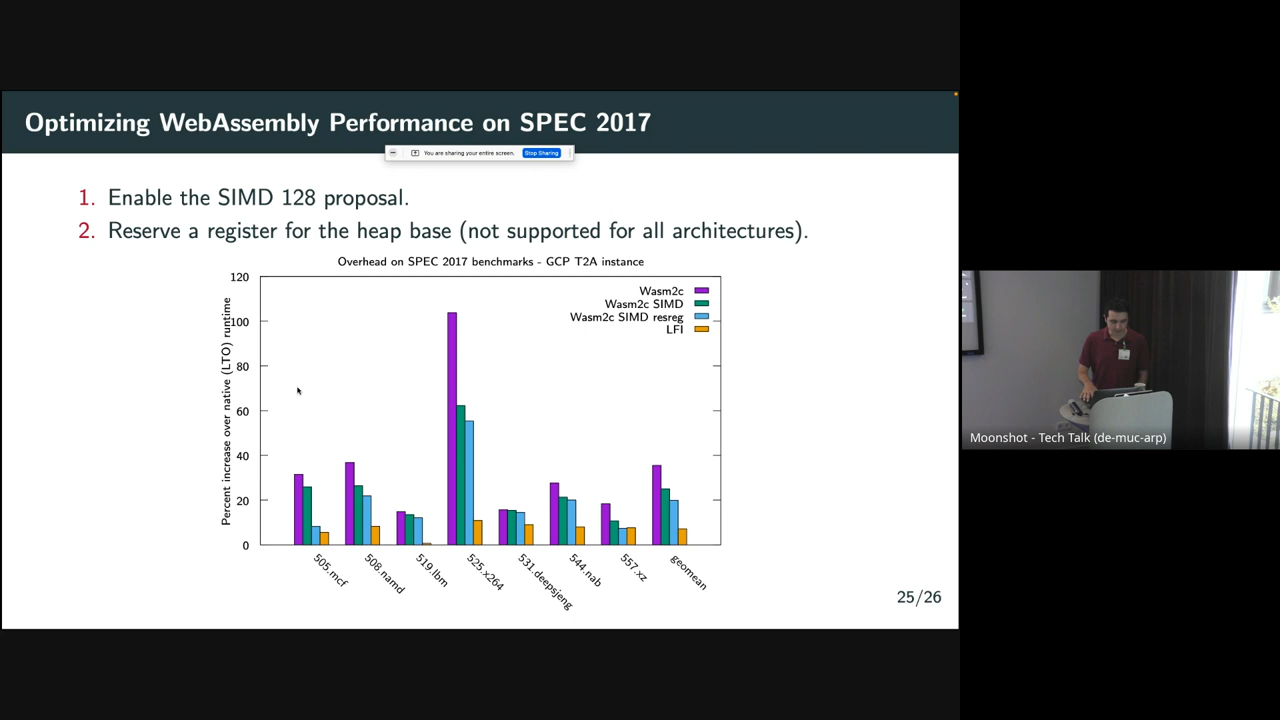 Optimizing WebAssembly Performance on SPEC 2017
You are sharing your entire screen.
Stop Sharing
1. Enable the SIMD 128 proposal.
2. Reserve a register for the heap base (not supported for all architectures).
Overhead on SPEC 2017 benchmarks - GCP T2A instance
Percent increase over native (LTO) runtime
120
100
80
60
40
20
0
Wasm2c
Wasm2c SIMD
Wasm2c SIMD resreg
LFI
505.mcf
508.namd
519.lbm
525.x264
531.deepsjeng
544.nab
557.xz
geomean
25/26
Moonshot - Tech Talk (de-muc-arp)